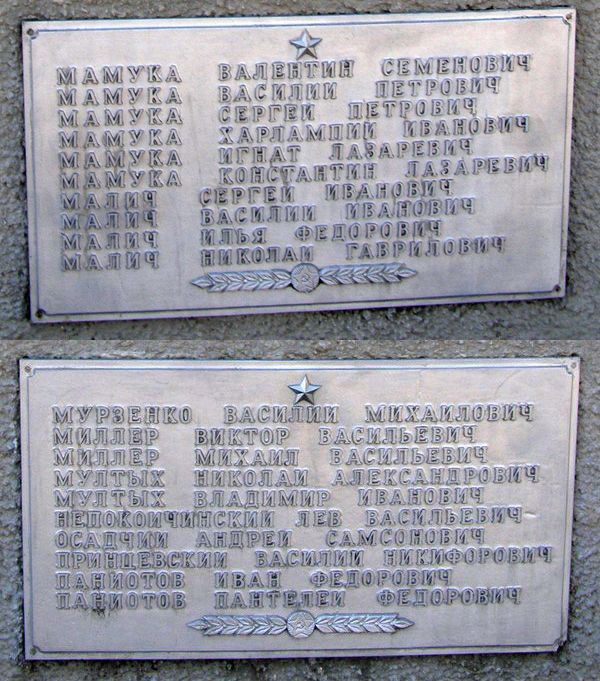 МАМУКА ВАЛЕНТИН СЕМЕНОВИЧ
МАМУКА ВАСИЛИИ ПЕТРОВИЧ
МАМУКА СЕРГЕИ ПЕТРОВИЧ
МАМУКА ХАРЛАМПИИ ИВАНОВИЧ
МАМУКА ИГНАТ ЛАЗАРЕВИЧ
МАМУКА КОНСТАНТИН ЛАЗАРЕВИЧ
МАЛИЧ СЕРГЕИ ИВАНОВИЧ
МАЛИЧ ВАСИЛИИ ИВАНОВИЧ
МАЛИЧ ИЛЬЯ ФЕДОРОВИЧ
МАЛИЧ НИКОЛАИ ГАВРИЛОВИЧ
МУРЗЕНКО ВАСИЛИИ МИХАИЛОВИЧ
МИЛЛЕР ВИКТОР ВАСИЛЬЕВИЧ
МИЛЛЕР МИХАИЛ ВАСИЛЬЕВИЧ
МУЛТЫХ НИКОЛАИ АЛЕКСАНДРОВИЧ
МУЛТЫХ ВЛАДИМИР ИВАНОВИЧ
НЕПОКОИЧИНСКИИ ЛЕВ ВАСИЛЬЕВИЧ
ОСАДЧИИ АНДРЕИ САМСОНОВИЧ
ПРИНЦЕВСКИИ ВАСИЛИИ НИКИФОРОВИЧ
ПАНИОТОВ ИВАН ФЕДОРОВИЧ
ПАНИОТОВ ПАНТЕЛЕИ ФЕДОРОВИЧ